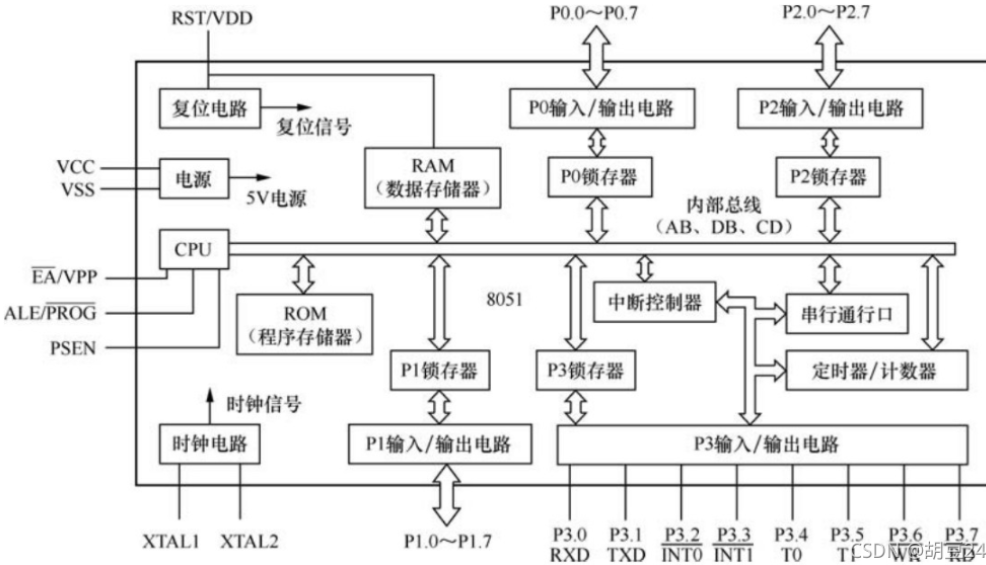 RST/VDD
P0.0～P0.7
P2.0～P2.7
复位电路
复位信号
P0输入/输出电路
P2输入/输出电路
VCC
VSS
电源
5V电源
RAM
（数据存储器）
P0锁存器
P2锁存器
内部总线
（AB、DB、CD）
CPU
EA/VPP
ALE/PROG
PSEN
ROM
（程序存储器）
8051
中断控制器
串行通行口
P1锁存器
P3锁存器
定时器/计数器
时钟信号
时钟电路
P1输入/输出电路
P3输入/输出电路
XTAL1
XTAL2
P1.0～P1.7
P3.0
RXD
P3.1
TXD
P3.2
INT0
P3.3
INT1
P3.4
T0
P3.5
T1
P3.6
WR
P3.7
RD
CSDN @胡豆24